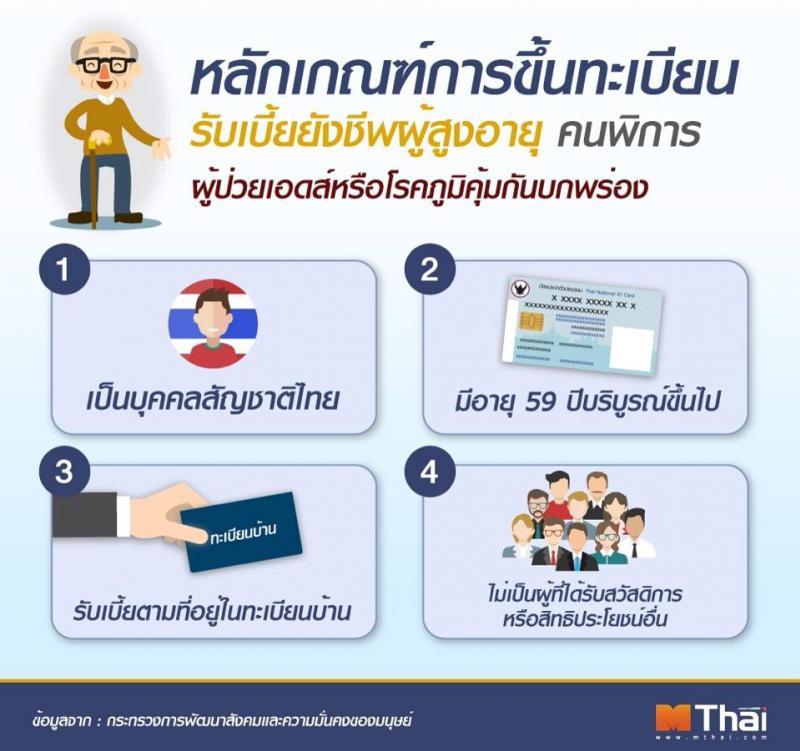 หลักเกณฑ์การขึ้นทะเบียน
รับเบี้ยยังชีพผู้สูงอายุ คนพิการ
ผู้ป่วยเอดส์หรือโรคภูมิคุ้มกันบกพร่อง
1
เป็นบุคคลสัญชาติไทย
2
บัตรประจำตัวประชาชน Thai National ID Card
X XXXX XXXXX XX X
มีอายุ 59 ปีบริบูรณ์ขึ้นไป
3
ทะเบียนบ้าน
รับเบี้ยตามที่อยู่ในทะเบียนบ้าน
4
ไม่เป็นผู้ที่ได้รับสวัสดิการ
หรือสิทธิประโยชน์อื่น
ข้อมูลจาก : กระทรวงการพัฒนาสังคมและความมั่นคงของมนุษย์
MThai
www.mthai.com